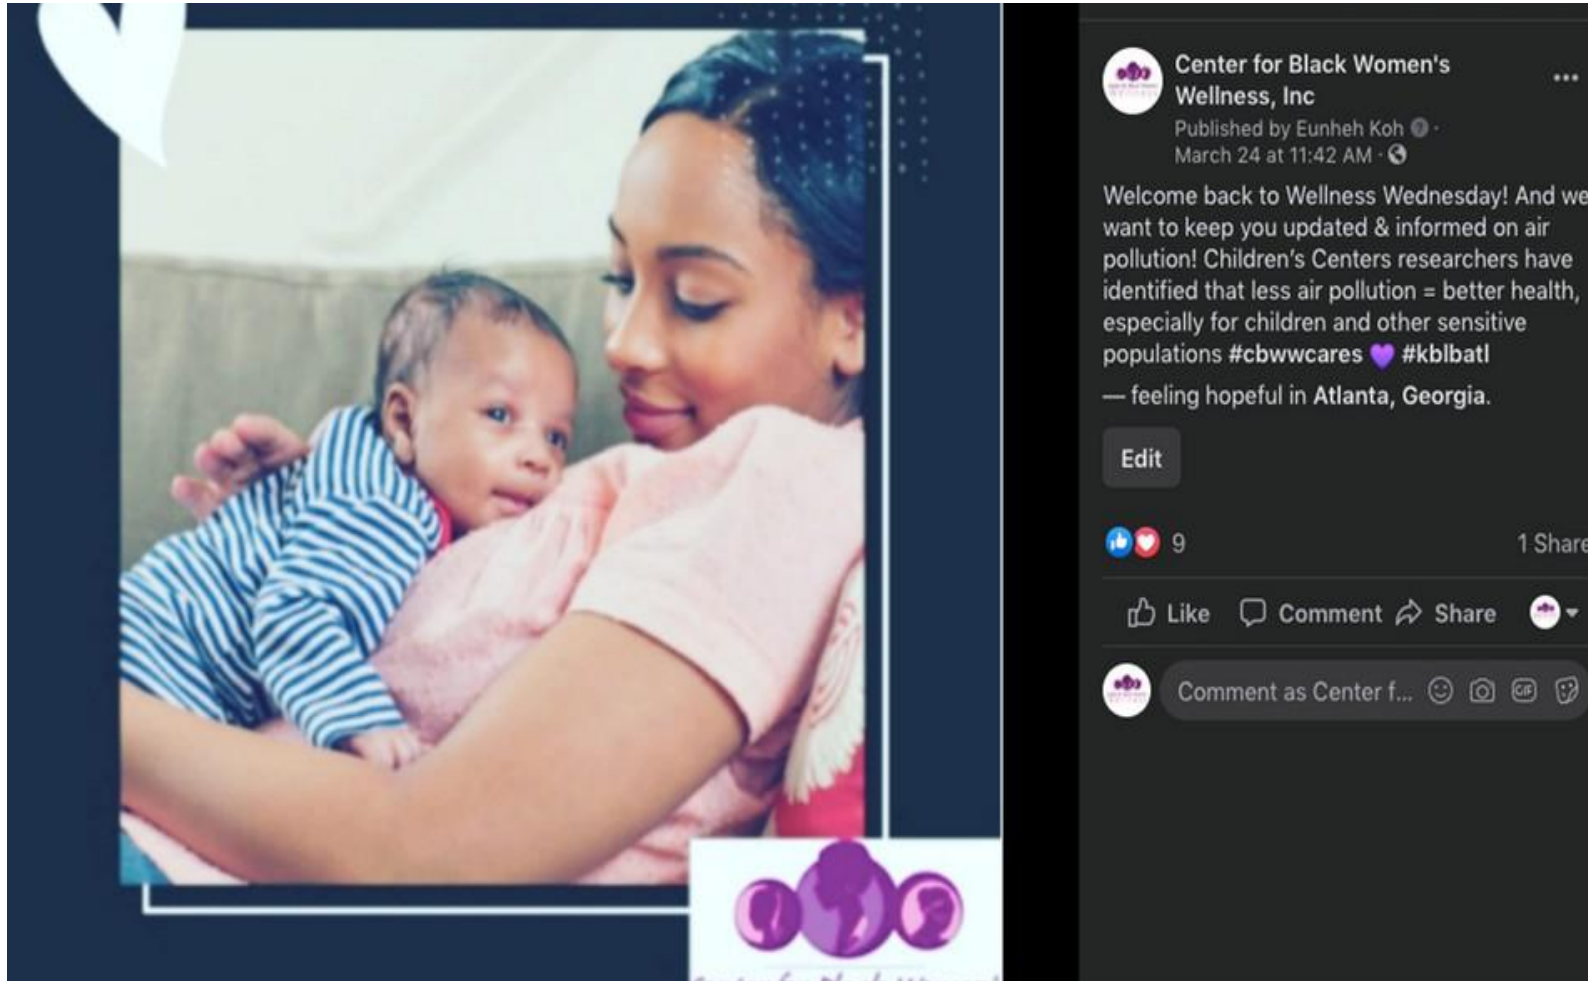 Center for Black Women's
Wellness, Inc
Published by Eunheh Koh
March 24 at 11:42 AM ·
Welcome back to Wellness Wednesday! And we
want to keep you updated & informed on air
pollution! Children's Centers researchers have
identified that less air pollution = better health,
especially for children and other sensitive
populations #cbwwcares 💜 #kblbatl
— feeling hopeful in Atlanta, Georgia.
Edit
9 1 Share
Like Comment Share
Comment as Center f... GIF